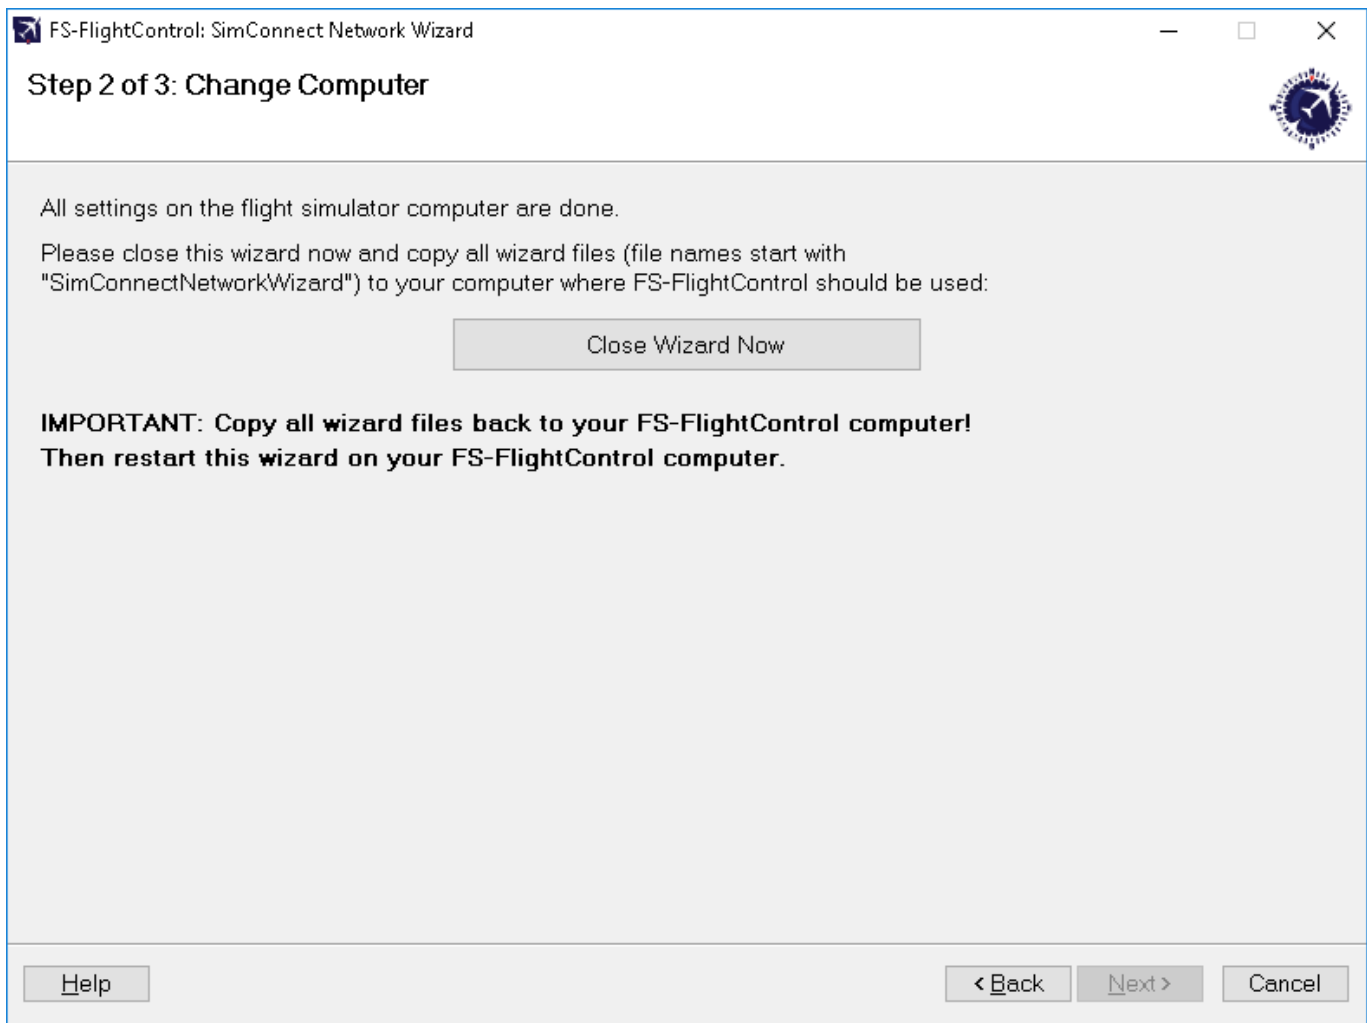 FS-FlightControl: SimConnect Network Wizard
Step 2 of 3: Change Computer
All settings on the flight simulator computer are done.
Please close this wizard now and copy all wizard files (file names start with
"SimConnectNetworkWizard") to your computer where FS-FlightControl should be used:
Close Wizard Now
IMPORTANT: Copy all wizard files back to your FS-FlightControl computer!
Then restart this wizard on your FS-FlightControl computer.
Help
< Back
Next >
Cancel